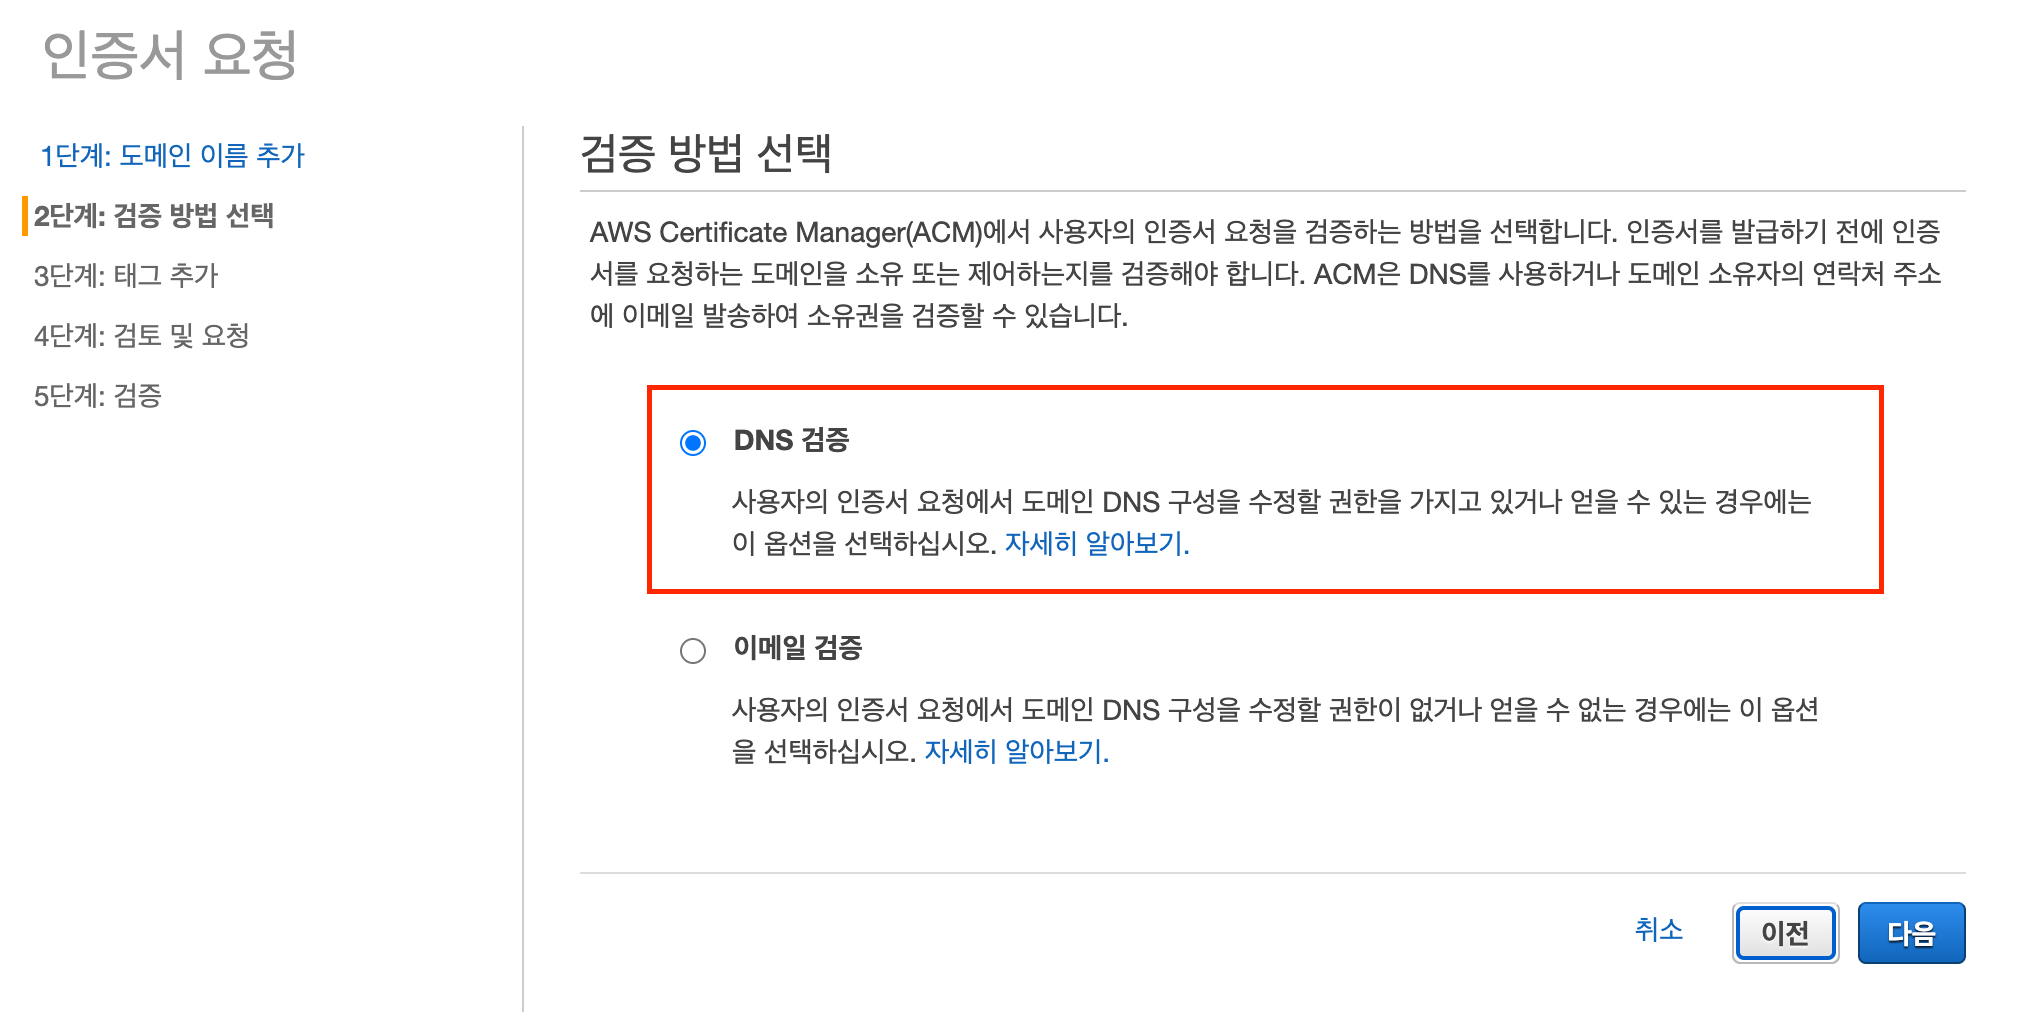 인증서 요청
1단계: 도메인 이름 추가
2단계: 검증 방법 선택
3단계: 태그 추가
4단계: 검토 및 요청
5단계: 검증
검증 방법 선택
AWS Certificate Manager(ACM)에서 사용자의 인증서 요청을 검증하는 방법을 선택합니다. 인증서를 발급하기 전에 인증
서를 요청하는 도메인을 소유 또는 제어하는지를 검증해야 합니다. ACM은 DNS를 사용하거나 도메인 소유자의 연락처 주소
에 이메일 발송하여 소유권을 검증할 수 있습니다.
DNS 검증
사용자의 인증서 요청에서 도메인 DNS 구성을 수정할 권한을 가지고 있거나 얻을 수 있는 경우에는
이 옵션을 선택하십시오. 자세히 알아보기.
이메일 검증
사용자의 인증서 요청에서 도메인 DNS 구성을 수정할 권한이 없거나 얻을 수 없는 경우에는 이 옵션
을 선택하십시오. 자세히 알아보기.
취소
이전
다음